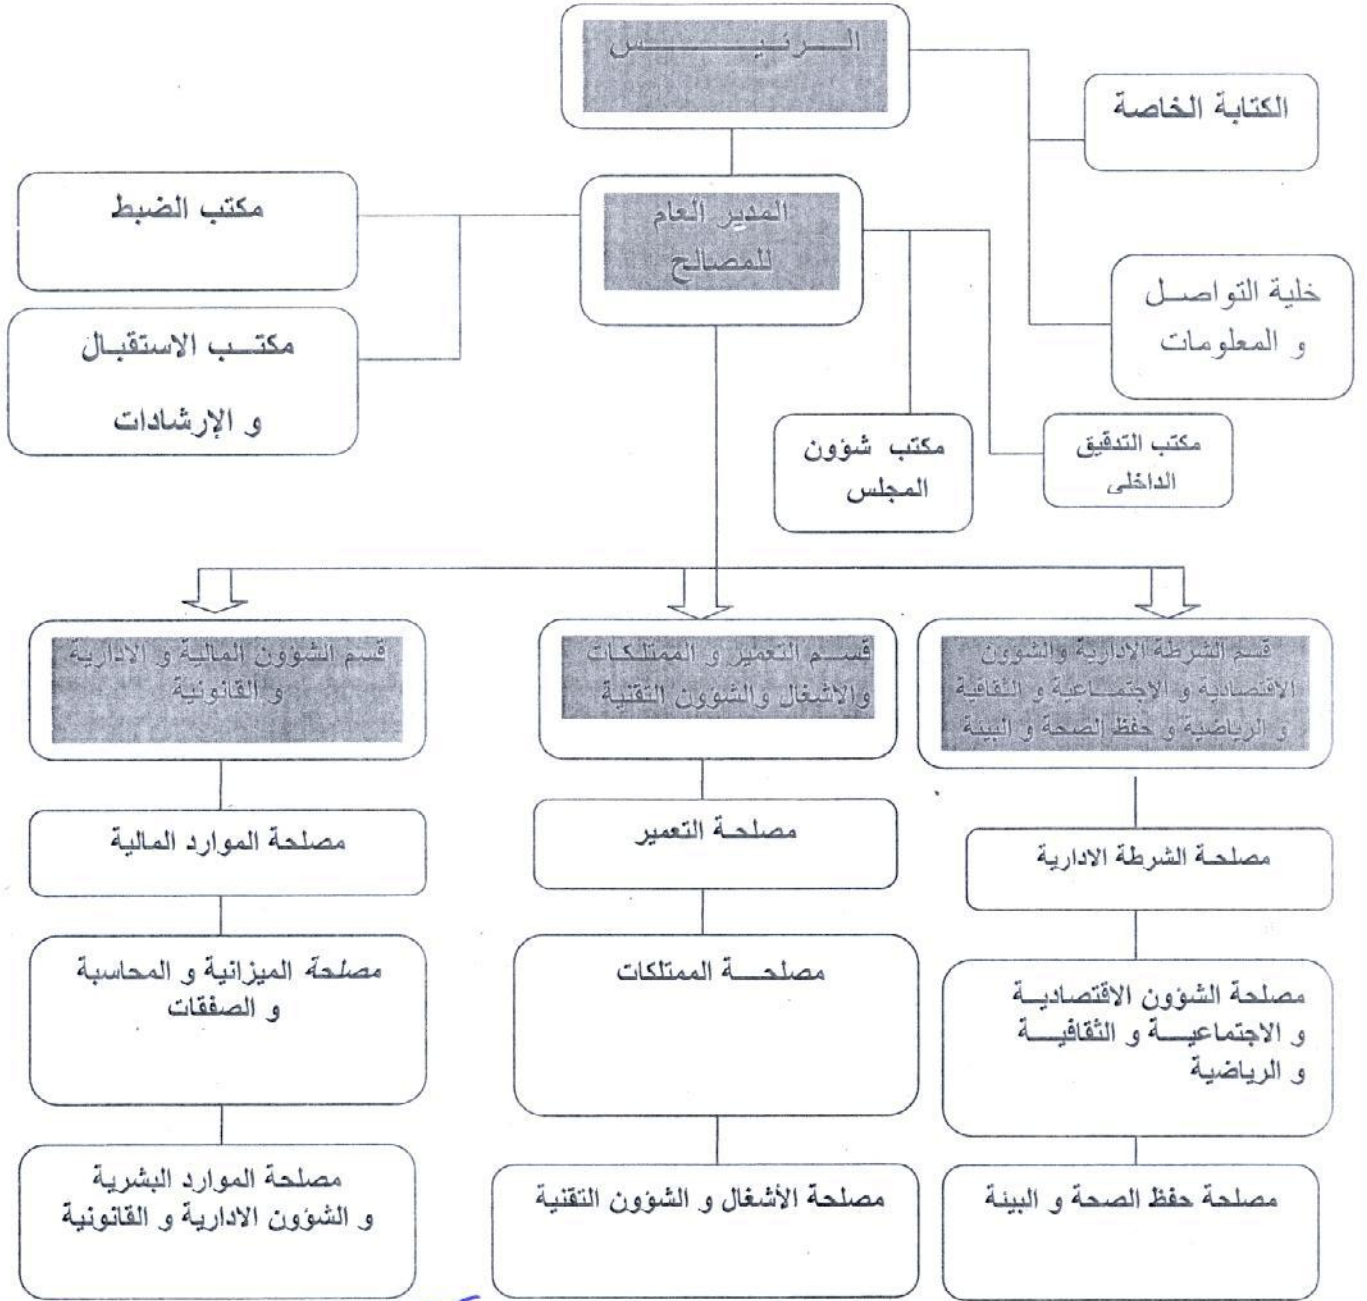 الرئيس
الكتابة الخاصة
المدير العام
للمصالح
مكتب الضبط
خلية التواصل
و المعلومات
مكتب الاستقبال
و الإرشادات
مكتب التدقيق
الداخلي
مكتب شؤون
المجلس
قسم الشرطة الادارية والشؤون
الاقتصادية و الاجتماعية و الثقافية
و الرياضية و حفظ الصحة و البيئة
قسم التعمير و الممتلكات
والاشغال والشؤون التقنية
قسم الشؤون المالية و الادارية
و القانونية
مصلحة الشرطة الادارية
مصلحة التعمير
مصلحة الموارد المالية
مصلحة الشؤون الاقتصادية
و الاجتماعية و الثقافية
و الرياضية
مصلحة الممتلكات
مصلحة الميزانية و المحاسبة
و الصفقات
مصلحة حفظ الصحة و البيئة
مصلحة الأشغال و الشؤون التقنية
مصلحة الموارد البشرية
و الشؤون الادارية و القانونية